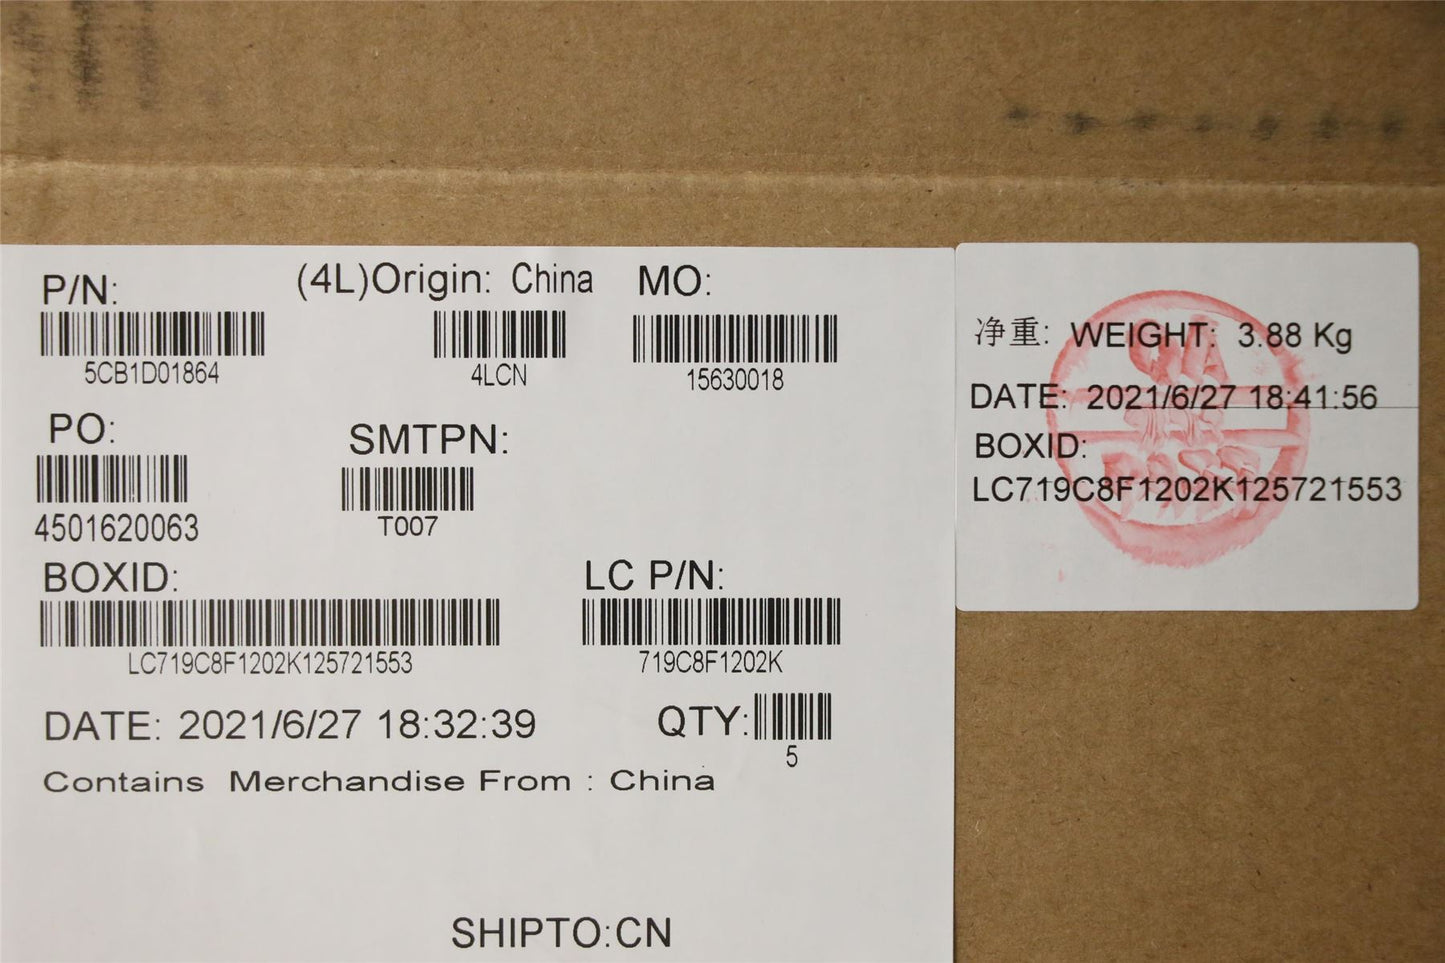 P/N:
(4L)Origin: China
MO:
5CB1D01864
4LCN
15630018
PO:
SMTPN:
4501620063
T007
BOXID:
LC P/N:
LC719C8F1202K125721553
719C8F1202K
DATE: 2021/6/27 18:32:39
QTY:
5
Contains Merchandise From : China
SHIPTO:CN
净重: WEIGHT: 3.88 Kg
DATE: 2021/6/27 18:41:56
BOXID:
LC719C8F1202K125721553
QA